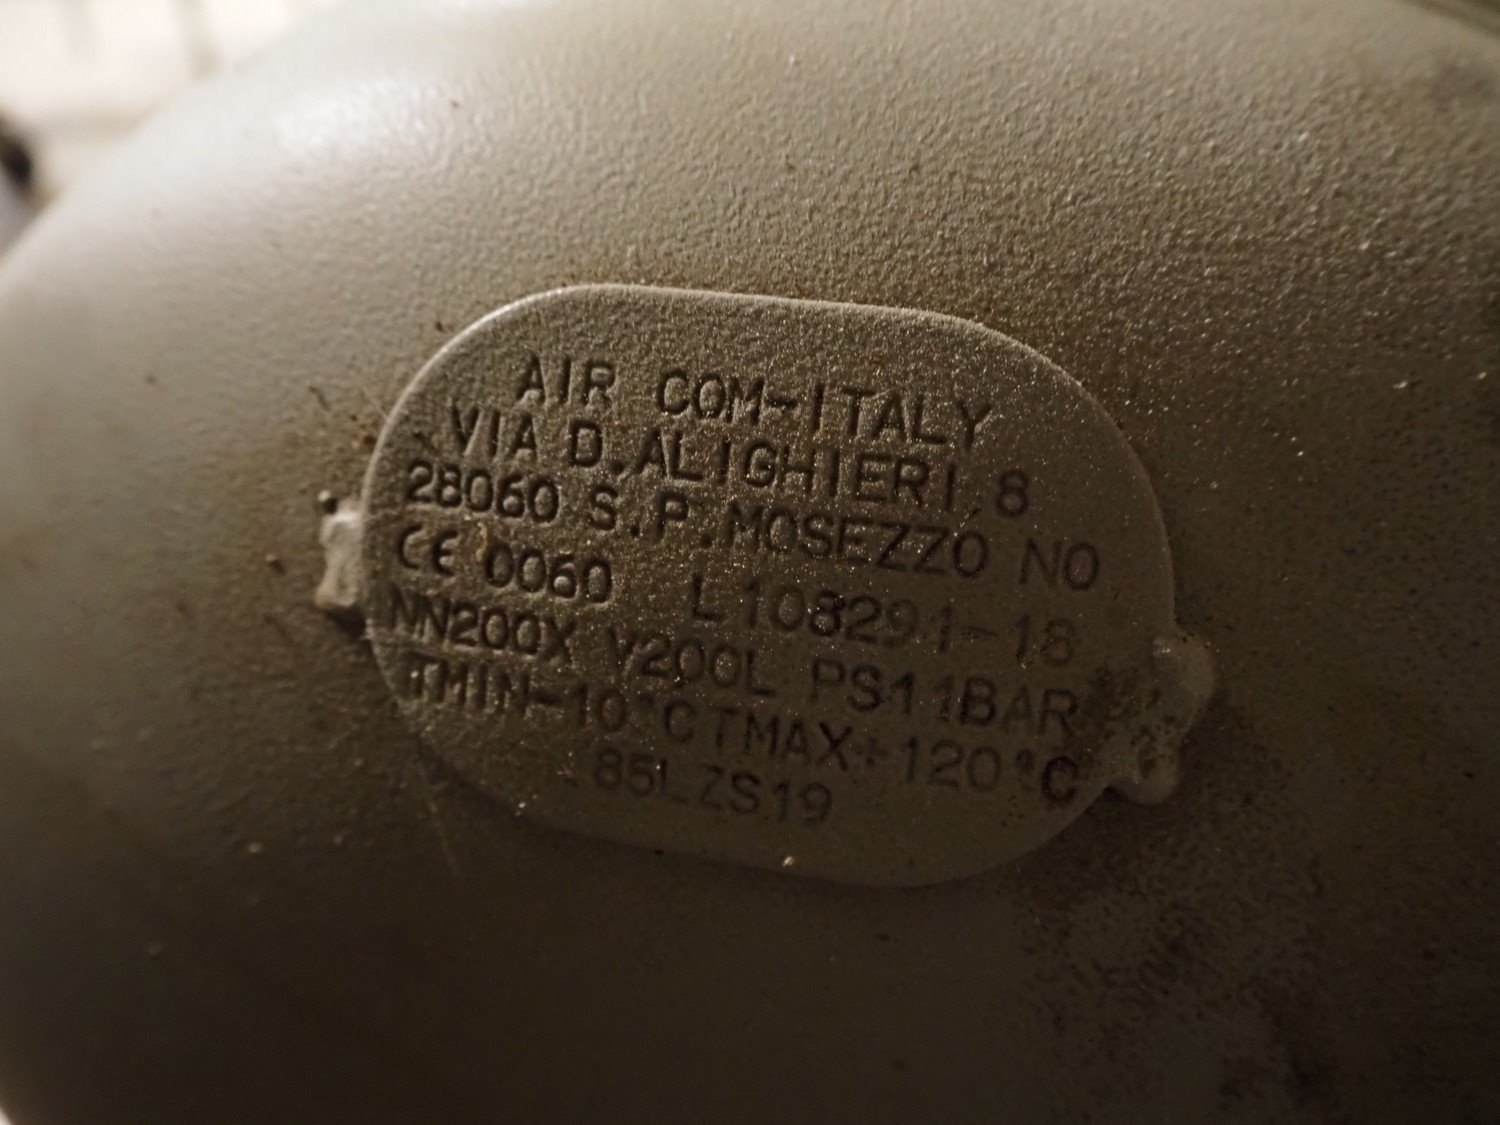 AIR COM-ITALY
VIA D.ALIGHIERI,8
28060 S.P.MOSEZZO NO
CE 0060 L108291-18
NN200X V200L PS11BAR
TMIN-10°C TMAX+120°C
85LZS19